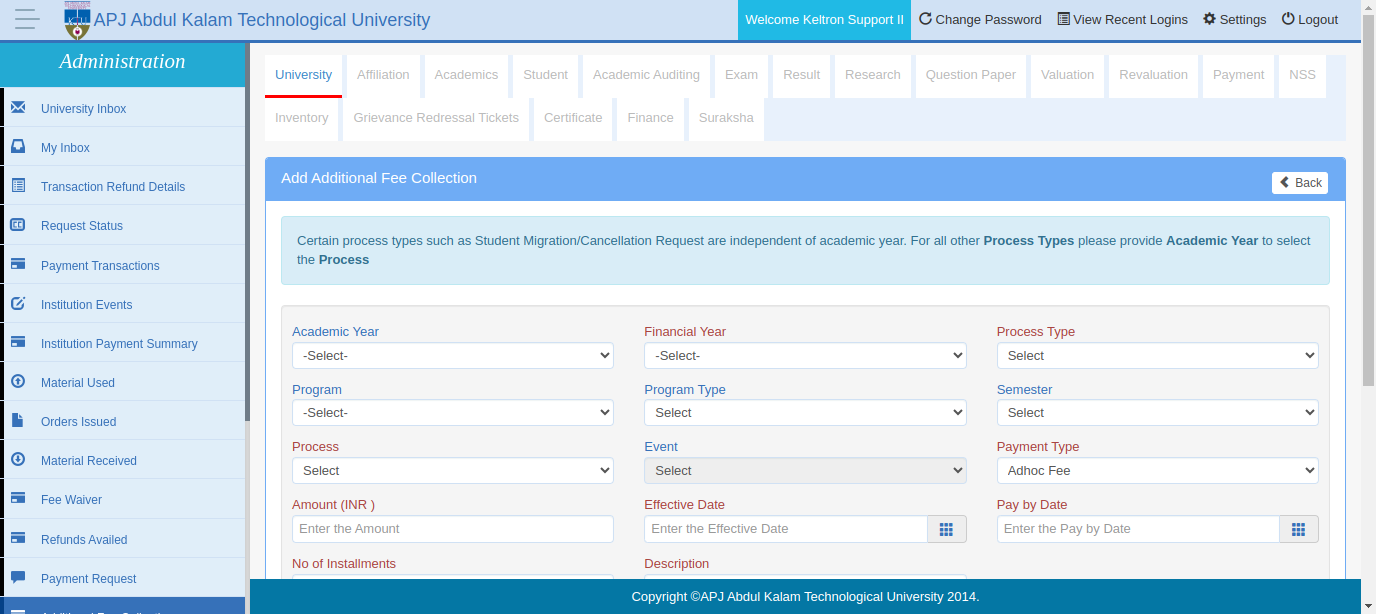 APJ Abdul Kalam Technological University
Welcome Keltron Support II Change Password View Recent Logins Settings Logout
Administration
University Inbox
My Inbox
Transaction Refund Details
Request Status
Payment Transactions
Institution Events
Institution Payment Summary
Material Used
Orders Issued
Material Received
Fee Waiver
Refunds Availed
Payment Request
University Affiliation Academics Student Academic Auditing Exam Result Research Question Paper Valuation Revaluation Payment NSS
Inventory Grievance Redressal Tickets Certificate Finance Suraksha
Add Additional Fee Collection
Back
Certain process types such as Student Migration/Cancellation Request are independent of academic year. For all other Process Types please provide Academic Year to select
the Process
Academic Year Financial Year Process Type
-Select- -Select- Select
Program Program Type Semester
-Select- Select Select
Process Event Payment Type
Select Select Adhoc Fee
Amount (INR ) Effective Date Pay by Date
Enter the Amount Enter the Effective Date Enter the Pay by Date
No of Installments Description
Copyright ©APJ Abdul Kalam Technological University 2014.